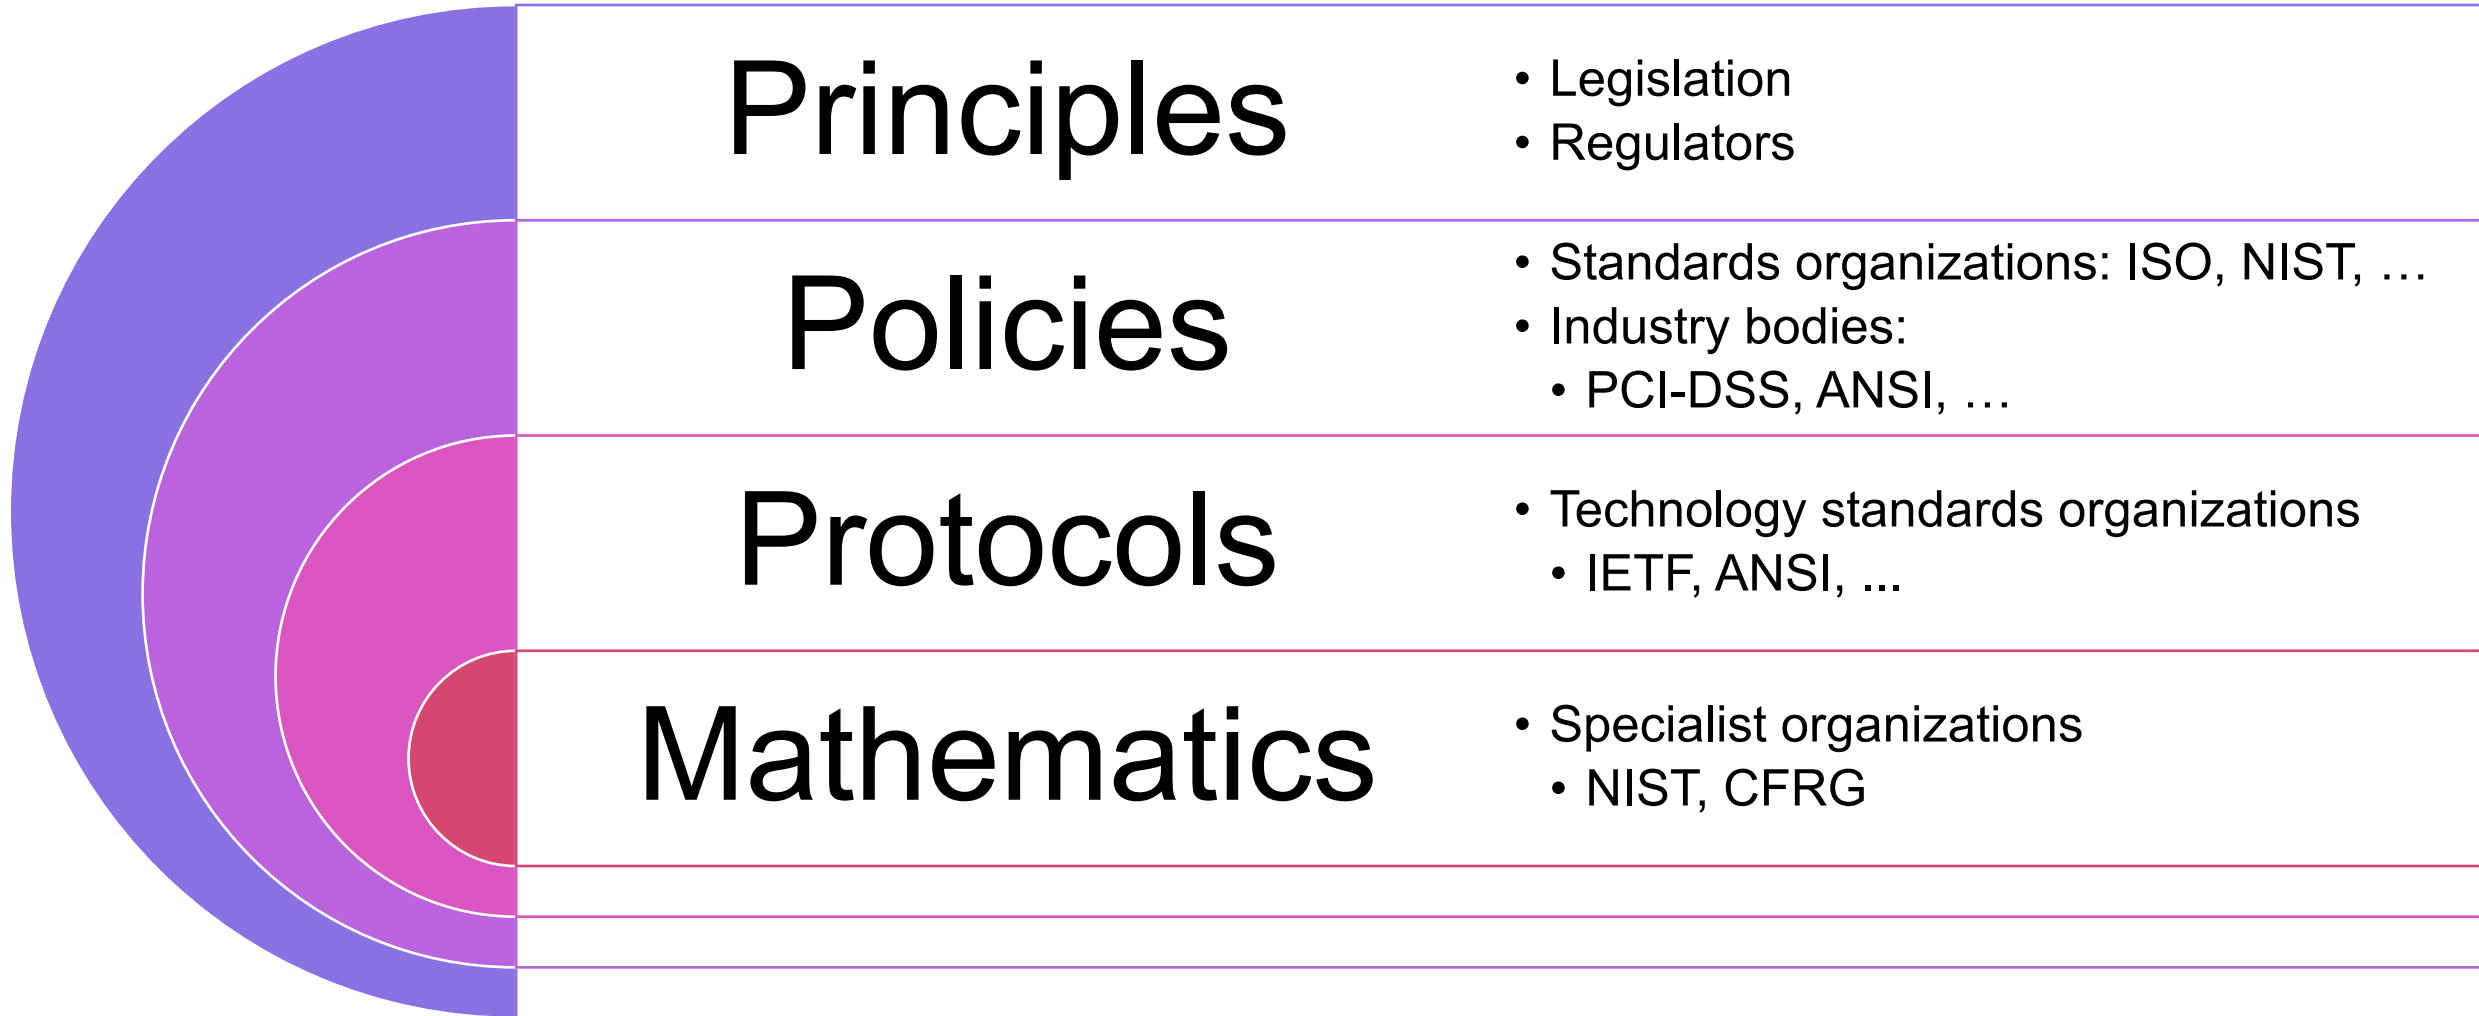 Principles
• Legislation
• Regulators
Policies
• Standards organizations: ISO, NIST, …
• Industry bodies:
• PCI-DSS, ANSI, …
Protocols
• Technology standards organizations
• IETF, ANSI, ...
Mathematics
• Specialist organizations
• NIST, CFRG